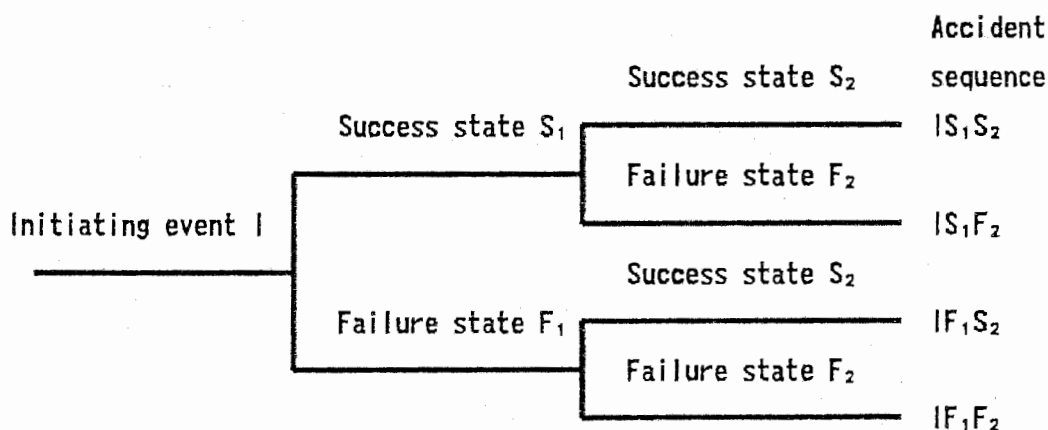 Accident
sequence
Success state S₂
Success state S₁
IS₁S₂
Failure state F₂
Initiating event I
IS₁F₂
Success state S₂
Failure state F₁
IF₁S₂
Failure state F₂
IF₁F₂